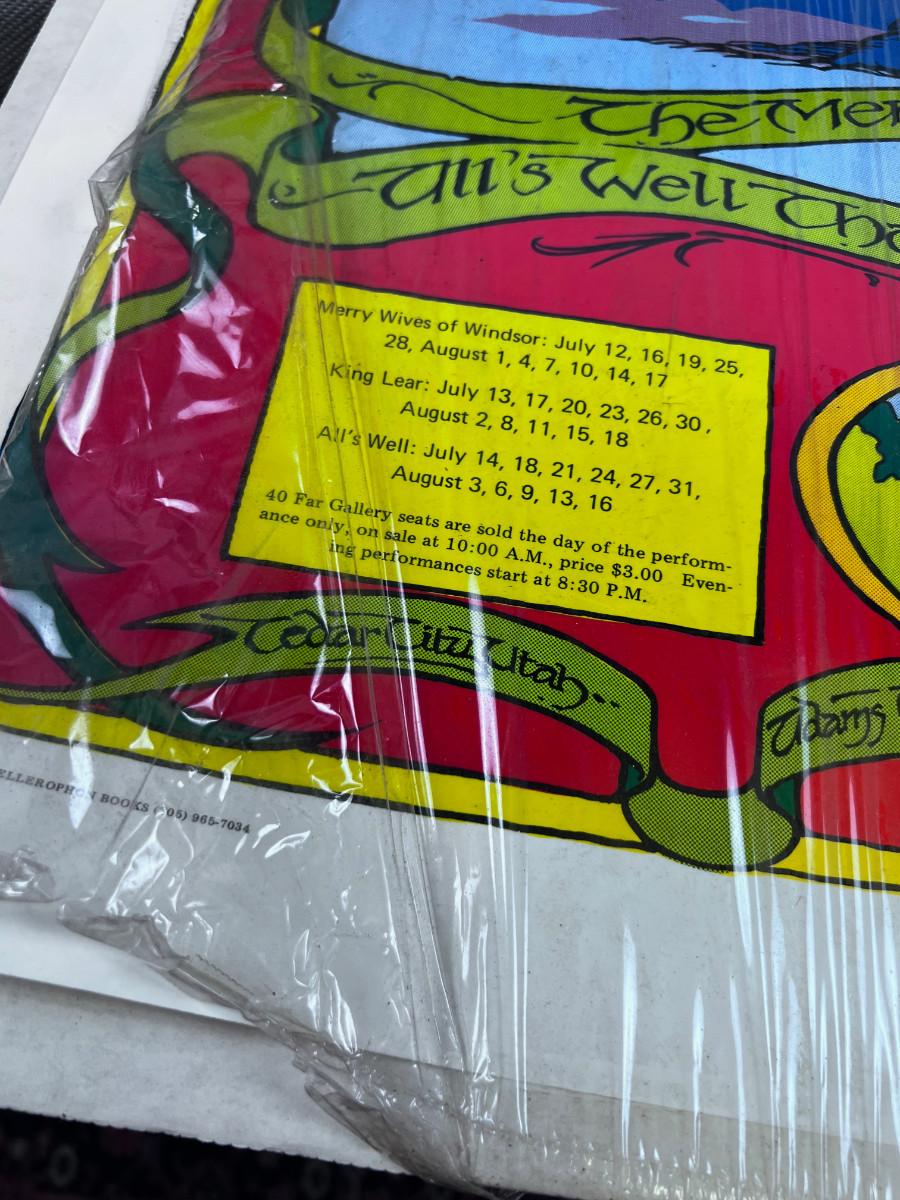 The Mer
All's Well Tha
Merry Wives of Windsor: July 12, 16, 19, 25,
28, August 1, 4, 7, 10, 14, 17
King Lear: July 13, 17, 20, 23, 26, 30,
August 2, 8, 11, 15, 18
All's Well: July 14, 18, 21, 24, 27, 31,
August 3, 6, 9, 13, 16
40 Far Gallery seats are sold the day of the perform-
ance only, on sale at 10:00 A.M., price $3.00 Even-
ing performances start at 8:30 P.M.
Cedar City, Utah
Adams
ELLEROPHON BOOKS (805) 965-7034